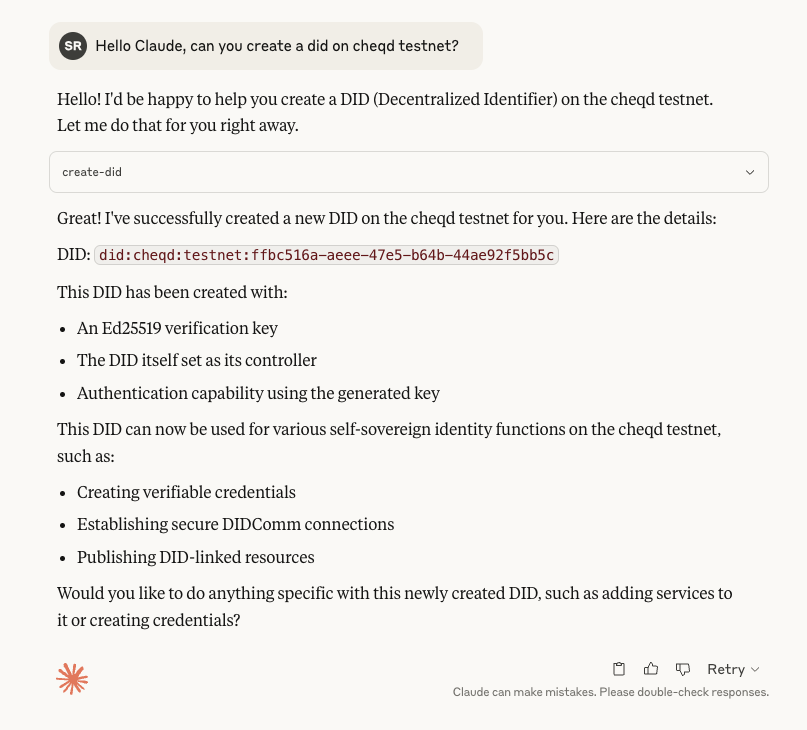 SR Hello Claude, can you create a did on cheqd testnet?
Hello! I'd be happy to help you create a DID (Decentralized Identifier) on the cheqd testnet.
Let me do that for you right away.
create-did
Great! I've successfully created a new DID on the cheqd testnet for you. Here are the details:
DID: did:cheqd:testnet:ffbc516a-aeee-47e5-b64b-44ae92f5bb5c
This DID has been created with:
• An Ed25519 verification key
• The DID itself set as its controller
• Authentication capability using the generated key
This DID can now be used for various self-sovereign identity functions on the cheqd testnet,
such as:
• Creating verifiable credentials
• Establishing secure DIDComm connections
• Publishing DID-linked resources
Would you like to do anything specific with this newly created DID, such as adding services to
it or creating credentials?
Retry
Claude can make mistakes. Please double-check responses.